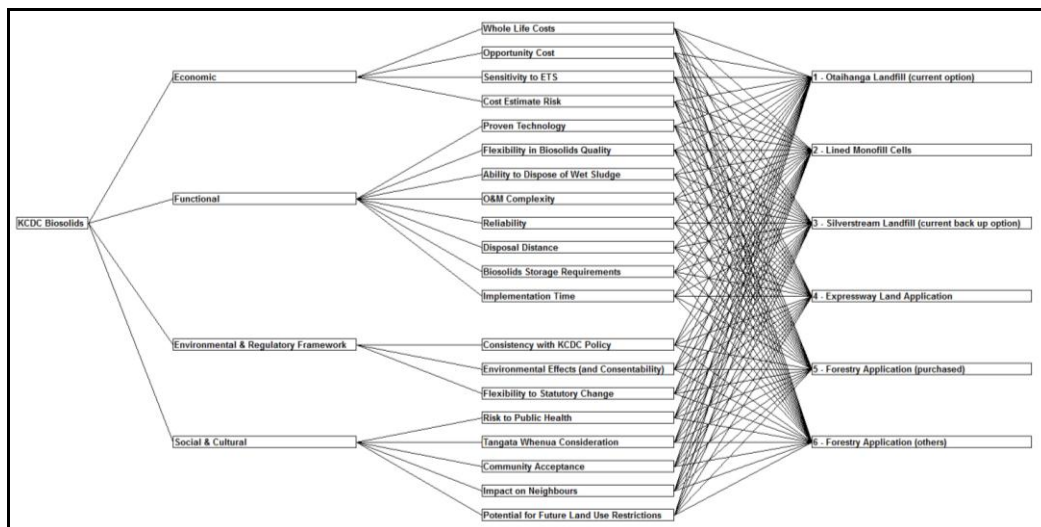 KCDC Biosolids
Economic
Functional
Environmental & Regulatory Framework
Social & Cultural
Whole Life Costs
Opportunity Cost
Sensitivity to ETS
Cost Estimate Risk
Proven Technology
Flexibility in Biosolids Quality
Ability to Dispose of Wet Sludge
O&M Complexity
Reliability
Disposal Distance
Biosolids Storage Requirements
Implementation Time
Consistency with KCDC Policy
Environmental Effects (and Consentability)
Flexibility to Statutory Change
Risk to Public Health
Tangata Whenua Consideration
Community Acceptance
Impact on Neighbours
Potential for Future Land Use Restrictions
1 - Otaihanga Landfill (current option)
2 - Lined Monofill Cells
3 - Silverstream Landfill (current back up option)
4 - Expressway Land Application
5 - Forestry Application (purchased)
6 - Forestry Application (others)